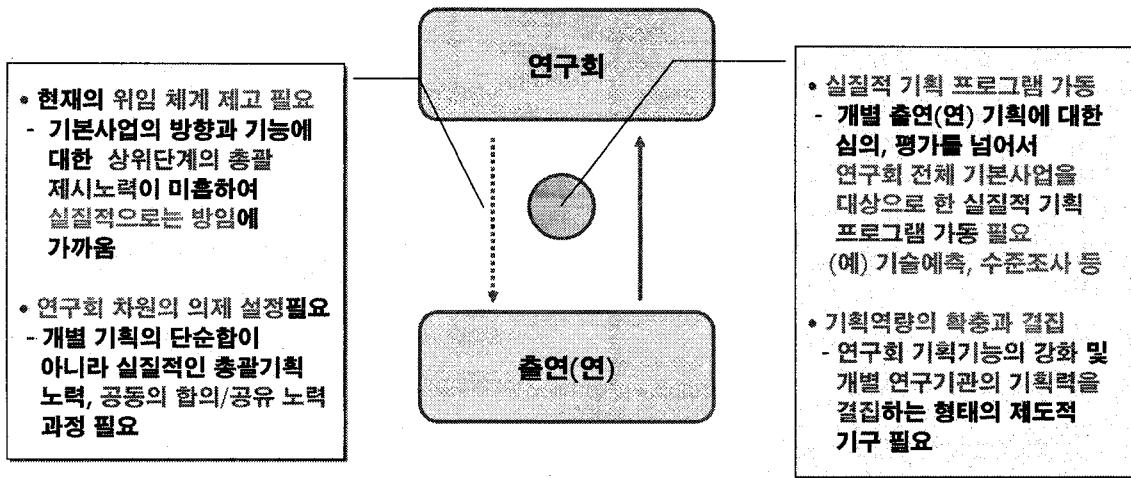 연구회
• 현재의 위임 체계 제고 필요
- 기본사업의 방향과 기능에
대한 상위단계의 총괄
제시노력이 미흡하여
실질적으로는 방임에
가까움
• 연구회 차원의 의제 설정필요
- 개별 기획의 단순합이
아니라 실질적인 총괄기획
노력, 공동의 합의/공유 노력
과정 필요
출연(연)
• 실질적 기획 프로그램 가동
- 개별 출연(연) 기획에 대한
심의, 평가를 넘어서
연구회 전체 기본사업을
대상으로 한 실질적 기획
프로그램 가동 필요
(예) 기술예측, 수준조사 등
• 기획역량의 확충과 결집
- 연구회 기획기능의 강화 및
개별 연구기관의 기획력을
결집하는 형태의 제도적
기구 필요